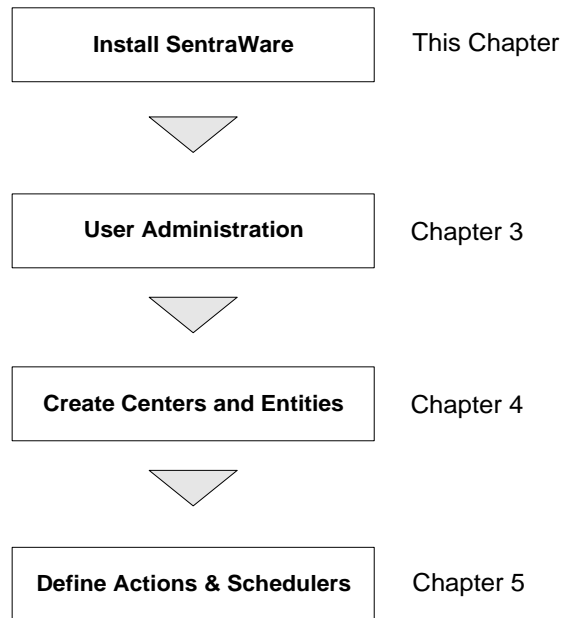 Install SentraWare This Chapter
User Administration Chapter 3
Create Centers and Entities Chapter 4
Define Actions & Schedulers Chapter 5